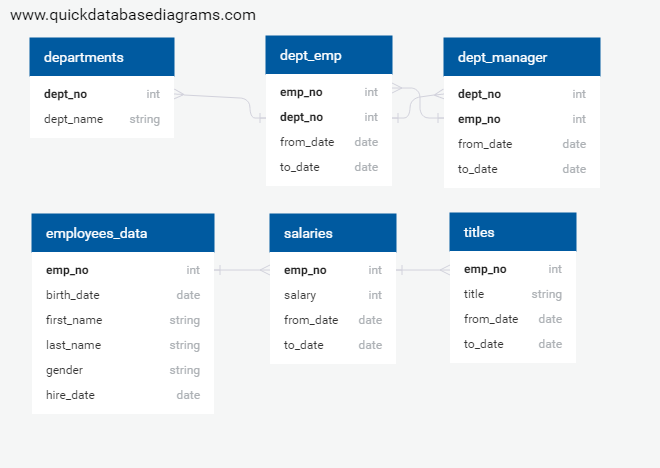 www.quickdatabasediagrams.com
departments
dept_no int
dept_name string
dept_emp
emp_no int
dept_no int
from_date date
to_date date
dept_manager
dept_no int
emp_no int
from_date date
to_date date
employees_data
emp_no int
birth_date date
first_name string
last_name string
gender string
hire_date date
salaries
emp_no int
salary int
from_date date
to_date date
titles
emp_no int
title string
from_date date
to_date date